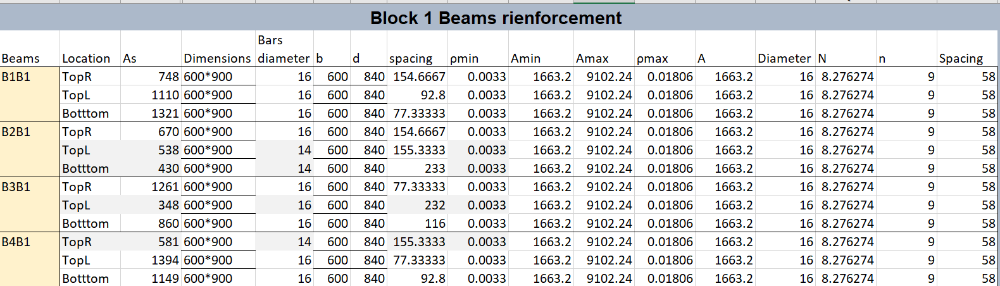 Block 1 Beams rienforcement
Beams Location As Dimensions Bars diameter b d spacing ρmin Amin Amax ρmax A Diameter N n Spacing
B1B1 TopR 748 600*900 16 600 840 154.6667 0.0033 1663.2 9102.24 0.01806 1663.2 16 8.276274 9 58
TopL 1110 600*900 16 600 840 92.8 0.0033 1663.2 9102.24 0.01806 1663.2 16 8.276274 9 58
Botttom 1321 600*900 16 600 840 77.33333 0.0033 1663.2 9102.24 0.01806 1663.2 16 8.276274 9 58
B2B1 TopR 670 600*900 16 600 840 154.6667 0.0033 1663.2 9102.24 0.01806 1663.2 16 8.276274 9 58
TopL 538 600*900 14 600 840 155.3333 0.0033 1663.2 9102.24 0.01806 1663.2 16 8.276274 9 58
Botttom 430 600*900 14 600 840 233 0.0033 1663.2 9102.24 0.01806 1663.2 16 8.276274 9 58
B3B1 TopR 1261 600*900 16 600 840 77.33333 0.0033 1663.2 9102.24 0.01806 1663.2 16 8.276274 9 58
TopL 348 600*900 16 600 840 232 0.0033 1663.2 9102.24 0.01806 1663.2 16 8.276274 9 58
Botttom 860 600*900 16 600 840 116 0.0033 1663.2 9102.24 0.01806 1663.2 16 8.276274 9 58
B4B1 TopR 581 600*900 14 600 840 155.3333 0.0033 1663.2 9102.24 0.01806 1663.2 16 8.276274 9 58
TopL 1394 600*900 16 600 840 77.33333 0.0033 1663.2 9102.24 0.01806 1663.2 16 8.276274 9 58
Botttom 1149 600*900 16 600 840 92.8 0.0033 1663.2 9102.24 0.01806 1663.2 16 8.276274 9 58